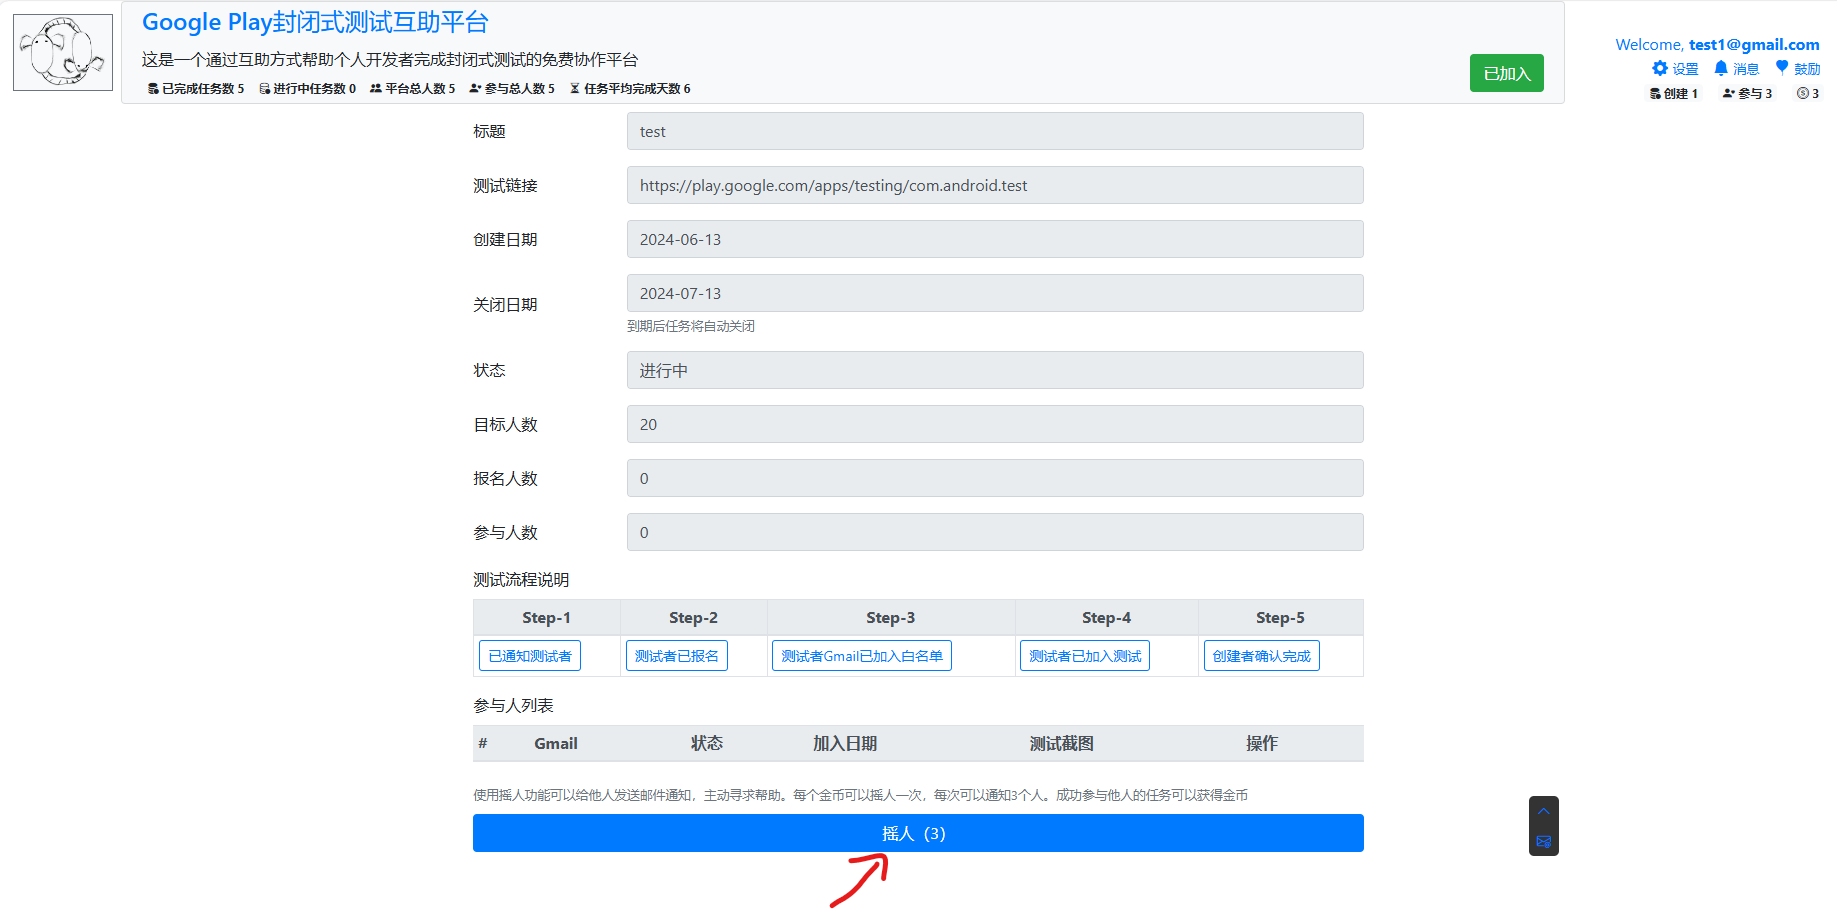 Google Play封闭式测试互助平台
这是一个通过互助方式帮助个人开发者完成封闭式测试的免费协作平台
已完成任务数 5 进行中任务数 0 平台总人数 5 参与总人数 5 任务平均完成天数 6
已加入
Welcome, test1@gmail.com
设置 消息 鼓励
创建 1 参与 3 3
标题 test
测试链接 https://play.google.com/apps/testing/com.android.test
创建日期 2024-06-13
关闭日期 2024-07-13
到期后任务将自动关闭
状态 进行中
目标人数 20
报名人数 0
参与人数 0
测试流程说明
Step-1 Step-2 Step-3 Step-4 Step-5
已通知测试者 测试者已报名 测试者Gmail已加入白名单 测试者已加入测试 创建者确认完成
参与人列表
# Gmail 状态 加入日期 测试截图 操作
使用摇人功能可以给他人发送邮件通知，主动寻求帮助。每个金币可以摇人一次，每次可以通知3个人。成功参与他人的任务可以获得金币
摇人（3）